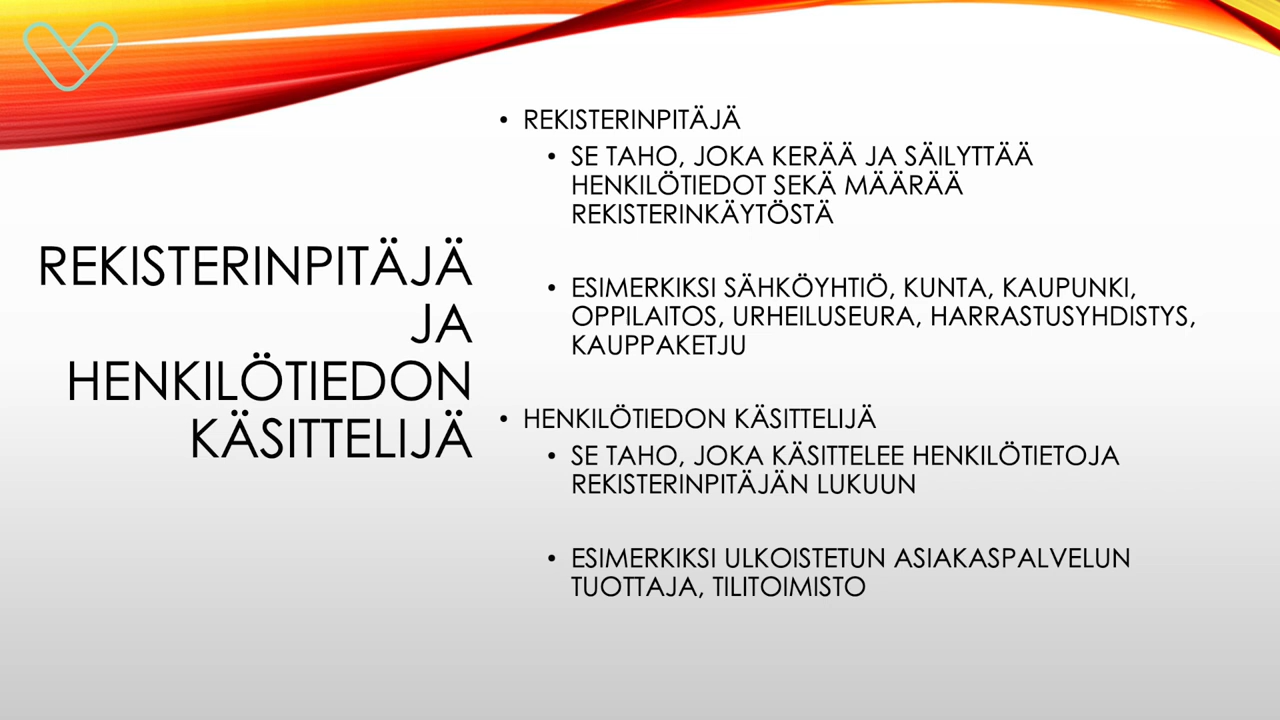 REKISTERINPITÄJÄ
JA
HENKILÖTIEDON
KÄSITTELIJÄ
• REKISTERINPITÄJÄ
• SE TAHO, JOKA KERÄÄ JA SÄILYTTÄÄ
HENKILÖTIEDOT SEKÄ MÄÄRÄÄ
REKISTERINKÄYTÖSTÄ
• ESIMERKIKSI SÄHKÖYHTIÖ, KUNTA, KAUPUNKI,
OPPILAITOS, URHEILUSEURA, HARRASTUSYHDISTYS,
KAUPPAKETJU
• HENKILÖTIEDON KÄSITTELIJÄ
• SE TAHO, JOKA KÄSITTELEE HENKILÖTIETOJA
REKISTERINPITÄJÄN LUKUUN
• ESIMERKIKSI ULKOISTETUN ASIAKASPALVELUN
TUOTTAJA, TILITOIMISTO